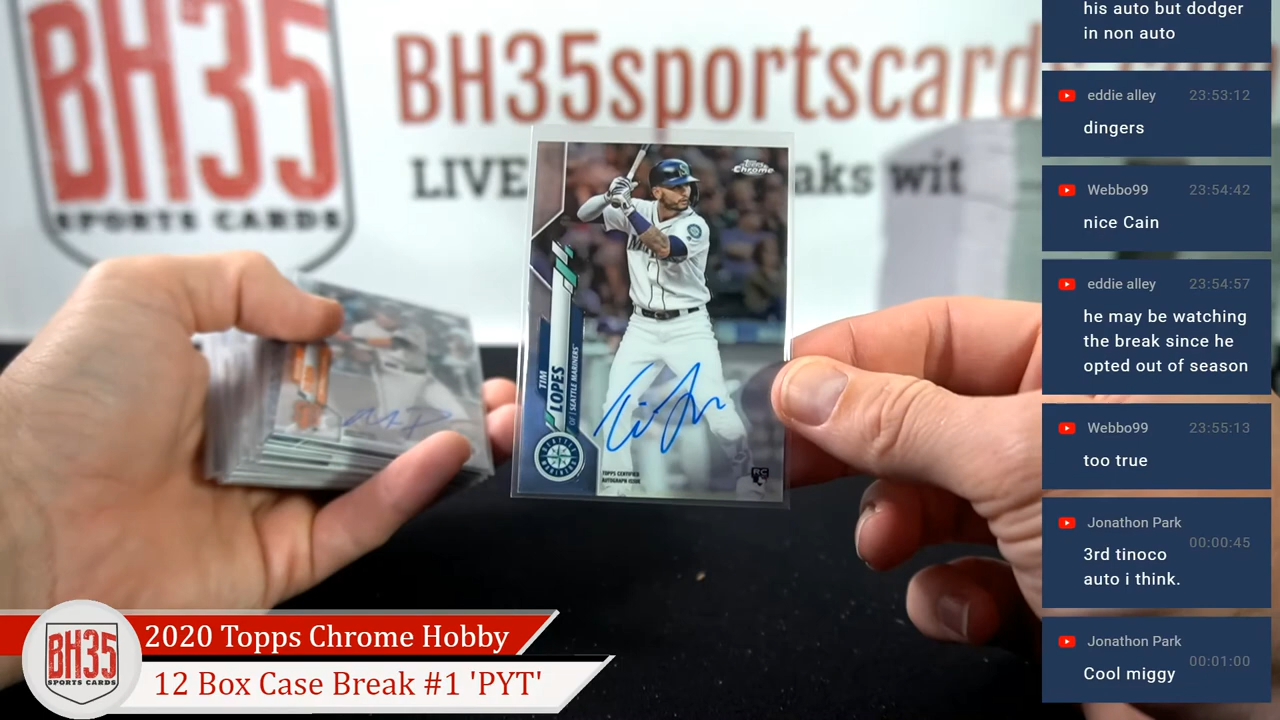 BH35
SPORTS CARDS
BH35sportscard
LIVE
aks wit
Topps
Chrome
TIM
LOPES
OF | SEATTLE MARINERS
SEATTLE
MARINERS
TOPPS CERTIFIED
AUTOGRAPH ISSUE
RC
his auto but dodger
in non auto
eddie alley 23:53:12
dingers
Webbo99 23:54:42
nice Cain
eddie alley 23:54:57
he may be watching
the break since he
opted out of season
Webbo99 23:55:13
too true
Jonathon Park
00:00:45
3rd tinoco
auto i think.
Jonathon Park
00:01:00
Cool miggy
BH35
SPORTS CARDS
2020 Topps Chrome Hobby
12 Box Case Break #1 'PYT'